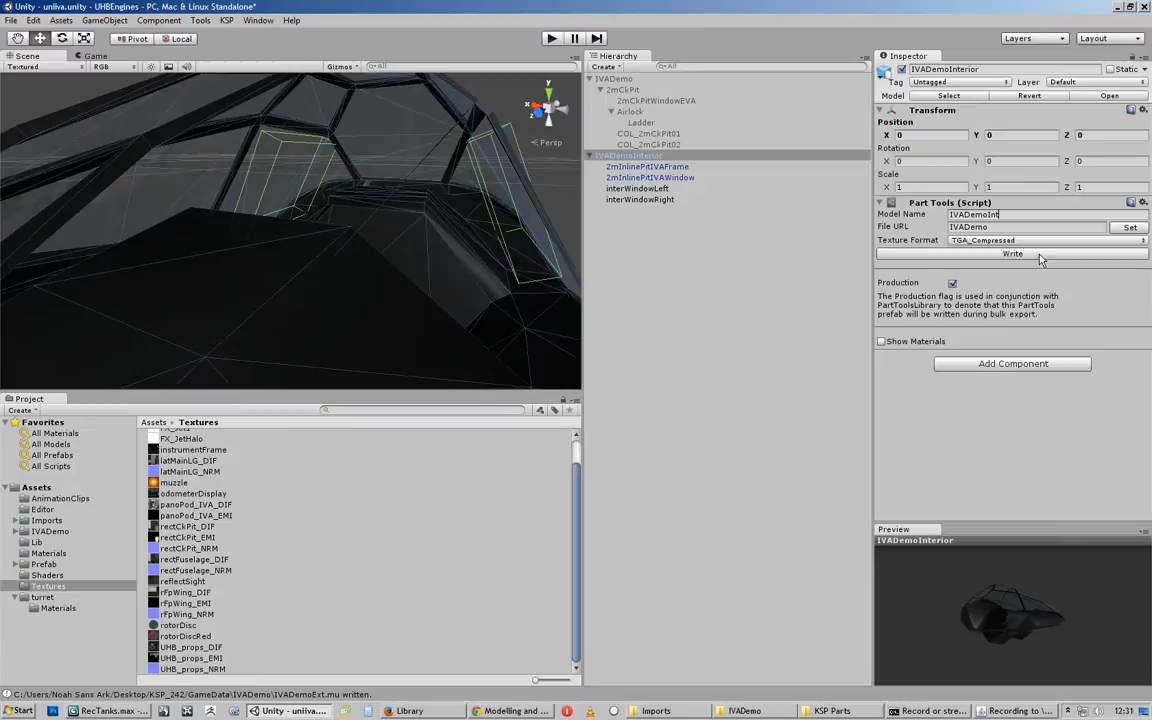 Unity - uniiva.unity - UHBEngines - PC, Mac & Linux Standalone*
File Edit Assets GameObject Component Tools KSP Window Help
Pivot Local Layers Layout
Scene Game
Textured RGB Gizmos All
y
x
z
Persp
Hierarchy
Create All
IVADemo
2mCkPit
2mCkPitWindowEVA
Airlock
Ladder
COL_2mCkPit01
COL_2mCkPit02
IVADemoInterior
2mInlinePitIVAFrame
2mInlinePitIVAWindow
interWindowLeft
interWindowRight
Inspector
IVADemoInterior Static
Tag Untagged Layer Default
Model Select Revert Open
Transform
Position
X 0 Y 0 Z 0
Rotation
X 0 Y 0 Z 0
Scale
X 1 Y 1 Z 1
Part Tools (Script)
Model Name IVADemoInt
File URL IVADemo Set
Texture Format TGA_Compressed
Write
Production
The Production flag is used in conjunction with
PartToolsLibrary to denote that this PartTools
prefab will be written during bulk export.
Show Materials
Add Component
Preview
IVADemoInterior
Project
Create
Favorites
All Materials
All Models
All Prefabs
All Scripts
Assets
AnimationClips
Editor
Imports
IVADemo
Lib
Materials
Prefab
Shaders
Textures
turret
Materials
Assets Textures
FX_JetHalo
instrumentFrame
latMainLG_DIF
latMainLG_NRM
muzzle
odometerDisplay
panoPod_IVA_DIF
panoPod_IVA_EMI
rectCkPit_DIF
rectCkPit_EMI
rectCkPit_NRM
rectFuselage_DIF
rectFuselage_NRM
reflectSight
rFpWing_DIF
rFpWing_EMI
rFpWing_NRM
rotorDisc
rotorDiscRed
UHB_props_DIF
UHB_props_EMI
UHB_props_NRM
C:/Users/Noah Sans Ark/Desktop/KSP_242/GameData/IVADemo/IVADemoExt.mu written.
Start RecTanks.max - ... Unity - uniiva.... Library Modelling and ... Imports IVADemo KSP Parts Record or stre... Recording to \... 12:31